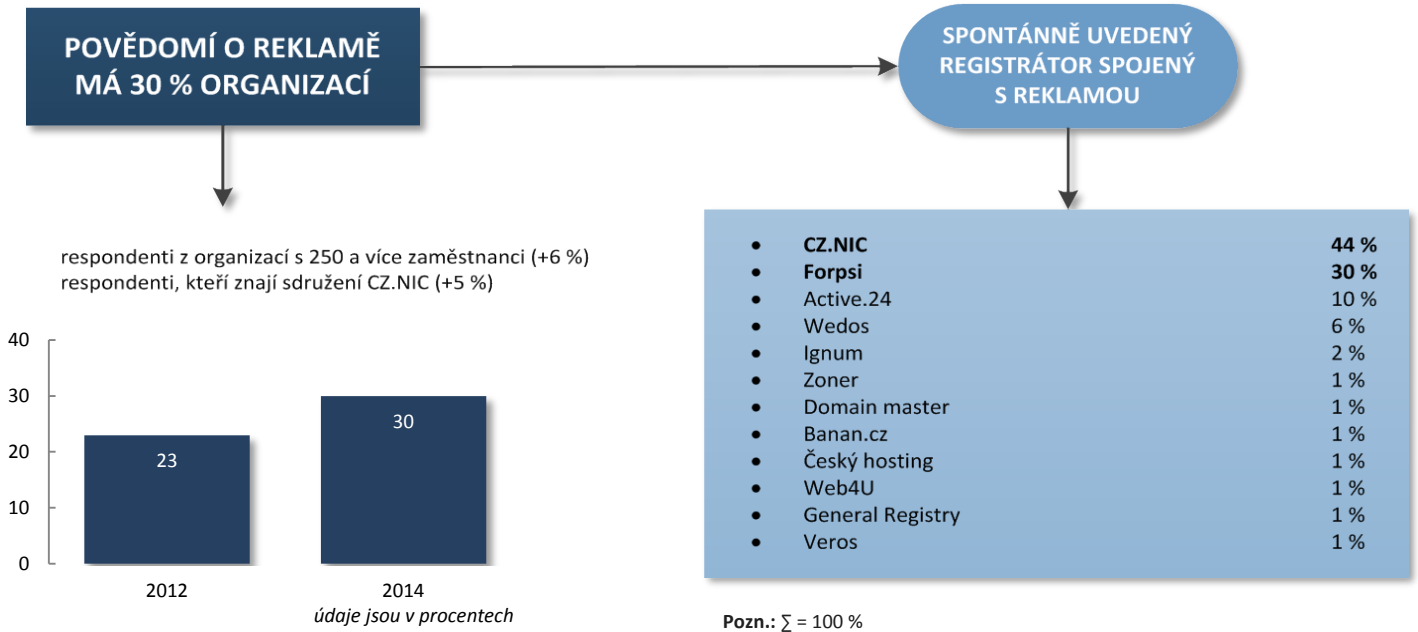 POVĚDOMÍ O REKLAMĚ
MÁ 30 % ORGANIZACÍ
SPONTÁNNĚ UVEDENÝ
REGISTRÁTOR SPOJENÝ
S REKLAMOU
respondenti z organizací s 250 a více zaměstnanci (+6 %)
respondenti, kteří znají sdružení CZ.NIC (+5 %)
40
30
20
10
0
23
30
2012
2014
údaje jsou v procentech
• CZ.NIC 44 %
• Forpsi 30 %
• Active.24 10 %
• Wedos 6 %
• Ignum 2 %
• Zoner 1 %
• Domain master 1 %
• Banan.cz 1 %
• Český hosting 1 %
• Web4U 1 %
• General Registry 1 %
• Veros 1 %
Pozn.: ∑ = 100 %